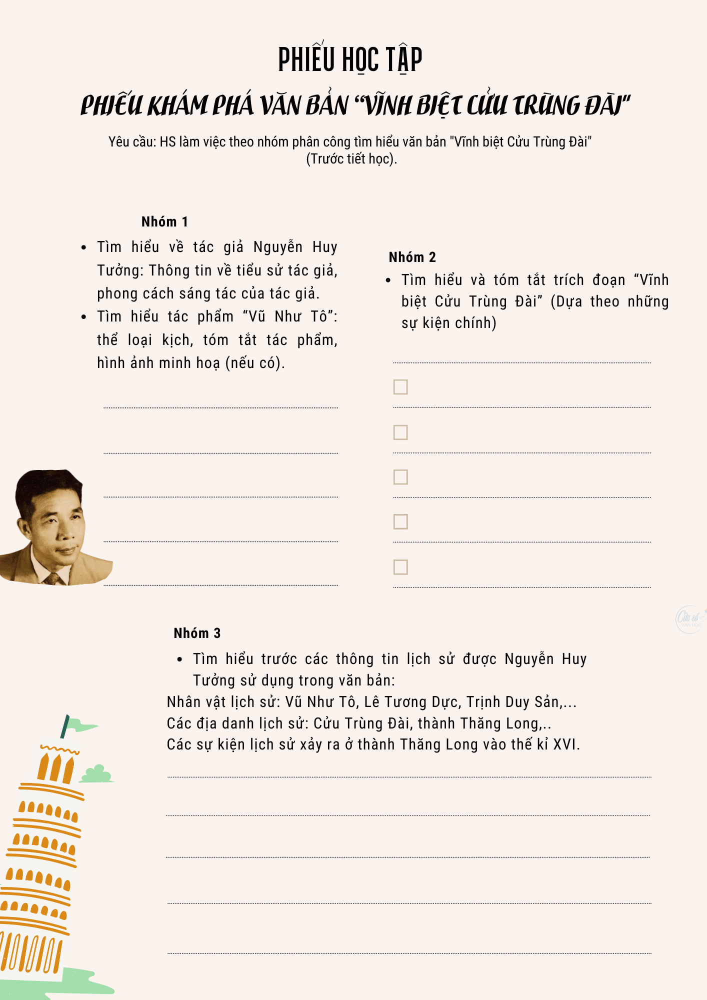 PHIẾU HỌC TẬP
PHIẾU KHÁM PHÁ VĂN BẢN “VĨNH BIỆT CỬU TRÙNG ĐÀI”
Yêu cầu: HS làm việc theo nhóm phân công tìm hiểu văn bản "Vĩnh biệt Cửu Trùng Đài"
(Trước tiết học).
Nhóm 1
• Tìm hiểu về tác giả Nguyễn Huy
Tưởng: Thông tin về tiểu sử tác giả,
phong cách sáng tác của tác giả.
• Tìm hiểu tác phẩm “Vũ Như Tô”:
thể loại kịch, tóm tắt tác phẩm,
hình ảnh minh hoạ (nếu có).
Nhóm 2
• Tìm hiểu và tóm tắt trích đoạn “Vĩnh
biệt Cửu Trùng Đài” (Dựa theo những
sự kiện chính)
Cửa sổ
VĂN HỌC
Nhóm 3
• Tìm hiểu trước các thông tin lịch sử được Nguyễn Huy
Tưởng sử dụng trong văn bản:
Nhân vật lịch sử: Vũ Như Tô, Lê Tương Dực, Trịnh Duy Sản,...
Các địa danh lịch sử: Cửu Trùng Đài, thành Thăng Long,..
Các sự kiện lịch sử xảy ra ở thành Thăng Long vào thế kỉ XVI.